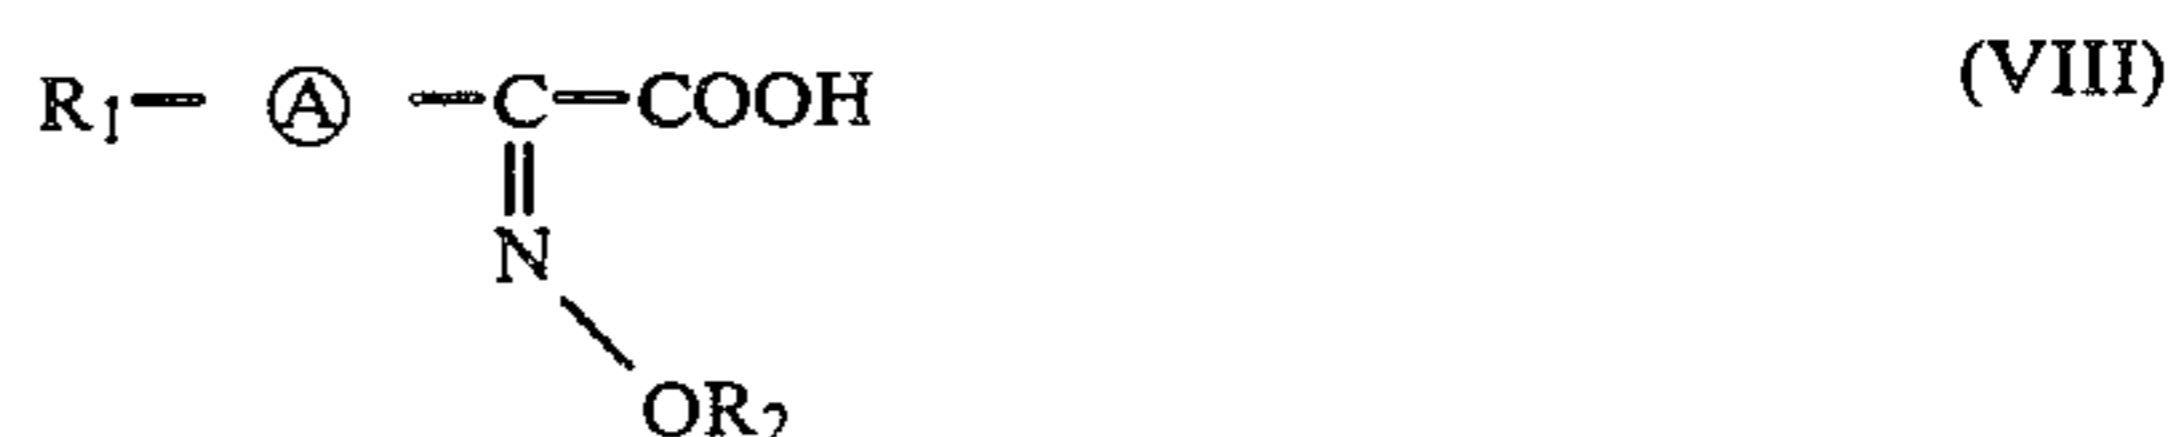 R₁— Ⓐ —C—COOH (VIII)
‖
N
\
OR₂